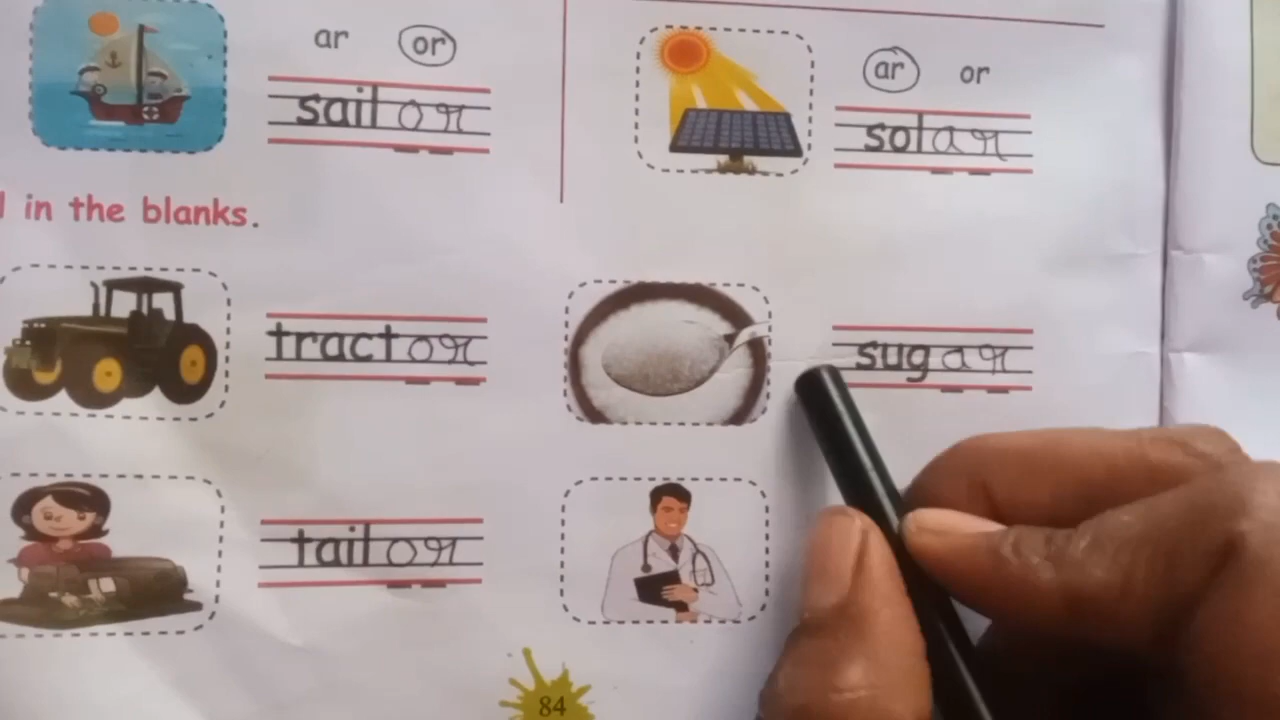 ar or
sailor
ar or
solar
in the blanks.
tractor
sugar
tailor
84